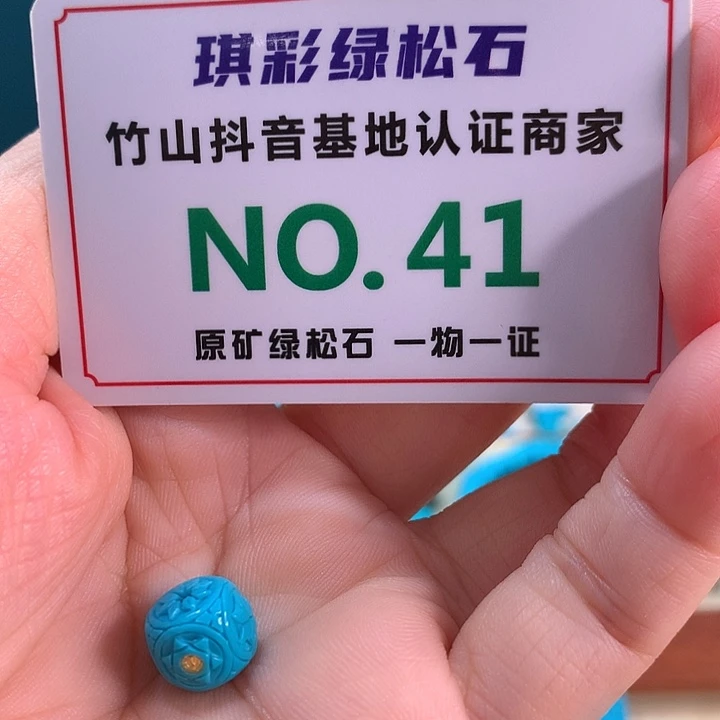 琪彩绿松石
竹山抖音基地认证商家
NO.41
原矿绿松石 一物一证